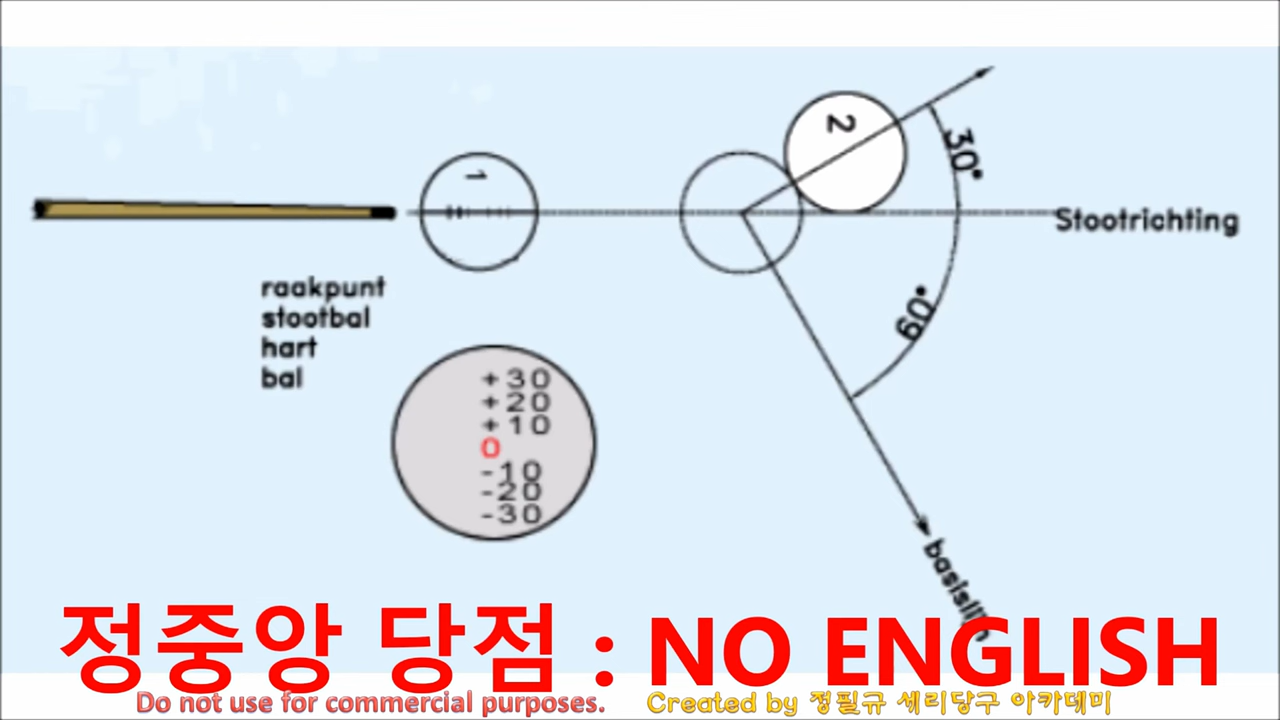 1
2
30°
Stootrichting
60°
raakpunt
stootbal
hart
bal
+30
+20
+10
0
-10
-20
-30
정중앙 당점 : NO ENGLISH
Do not use for commercial purposes. Created by 정필규 세리당구 아카데미